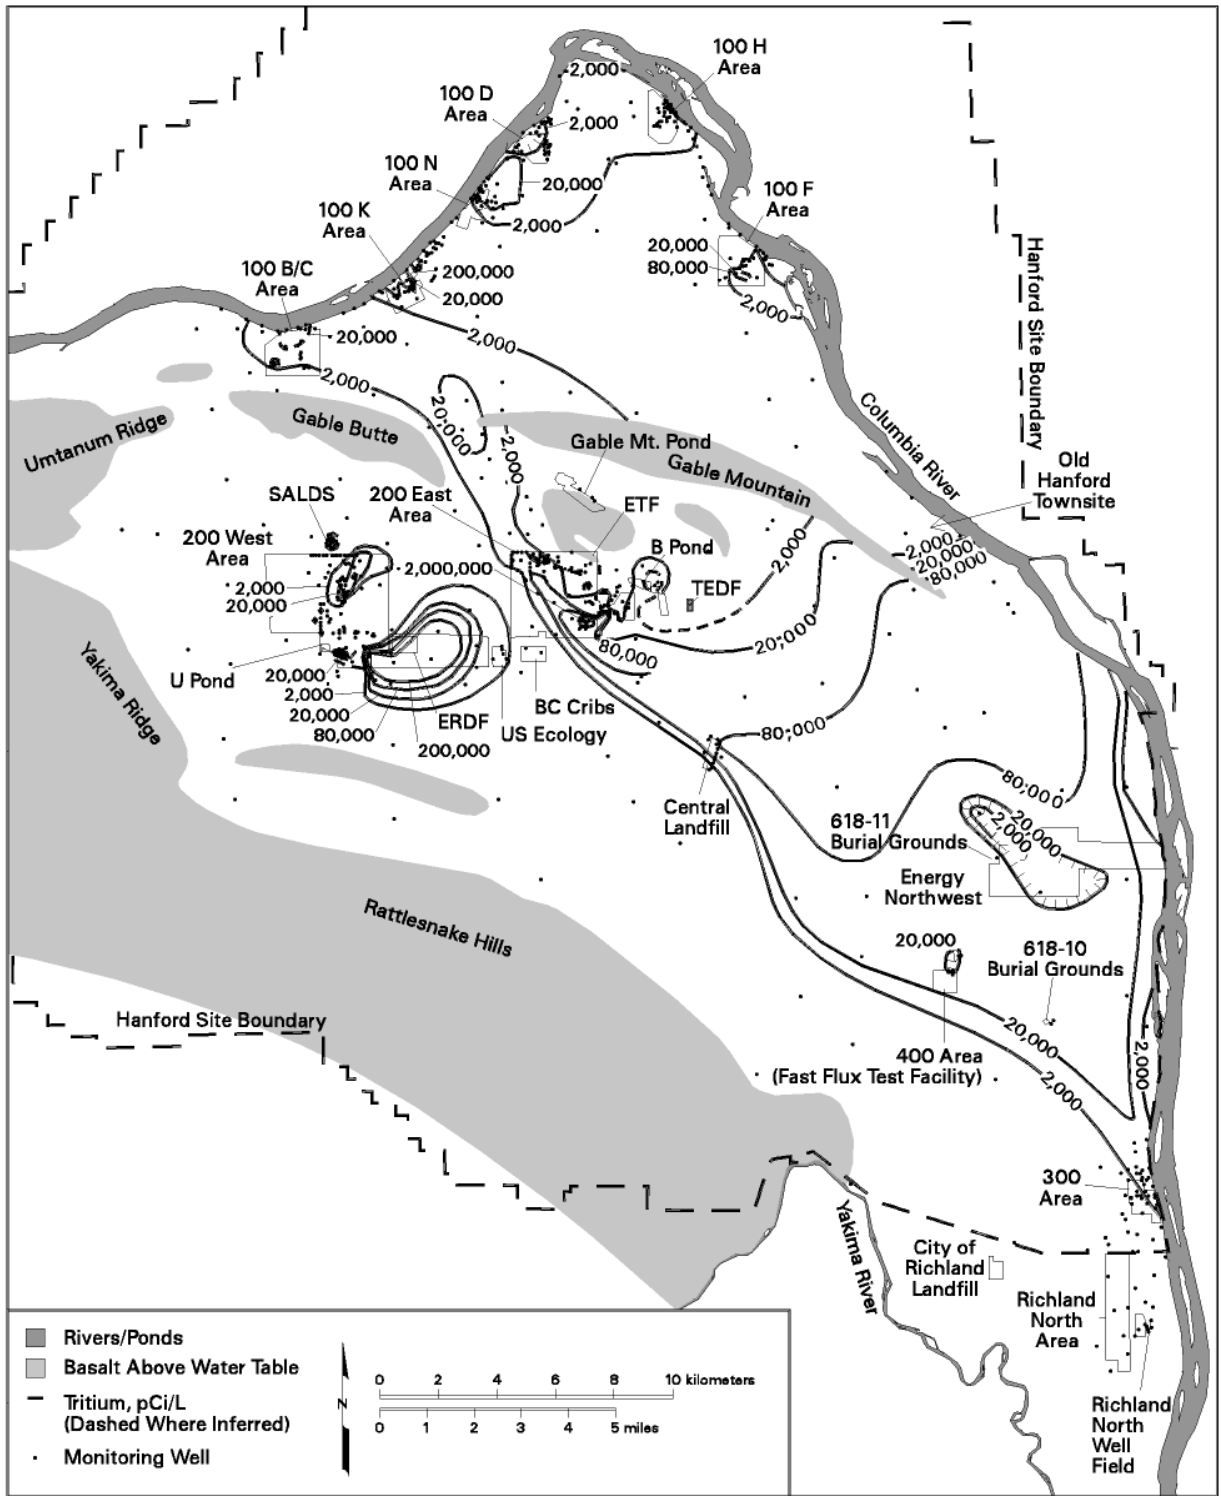 100 H
Area
2,000
100 D
Area
2,000
100 N
Area
20,000
2,000
100 F
Area
100 K
Area
20,000
80,000
2,000
200,000
20,000
100 B/C
Area
20,000
2,000
2,000
Hanford Site Boundary
20,000
2,000
Umtanum Ridge
Gable Butte
Gable Mt. Pond
Gable Mountain
Columbia River
Old
Hanford
Townsite
SALDS
200 East
Area
ETF
200 West
Area
B Pond
2,000
2,000
20,000
80,000
2,000,000
TEDF
2,000
20,000
80,000
20,000
U Pond
20,000
2,000
20,000
80,000
200,000
ERDF
BC Cribs
US Ecology
Yakima Ridge
80,000
80,000
Central
Landfill
618-11
Burial Grounds
20,000
2,000
Energy
Northwest
Rattlesnake Hills
20,000
618-10
Burial Grounds
Hanford Site Boundary
20,000
400 Area
(Fast Flux Test Facility)
2,000
2,000
300
Area
Yakima River
City of
Richland
Landfill
Richland
North
Area
Richland
North
Well
Field
Rivers/Ponds
Basalt Above Water Table
Tritium, pCi/L
(Dashed Where Inferred)
Monitoring Well
N
0 2 4 6 8 10 kilometers
0 1 2 3 4 5 miles